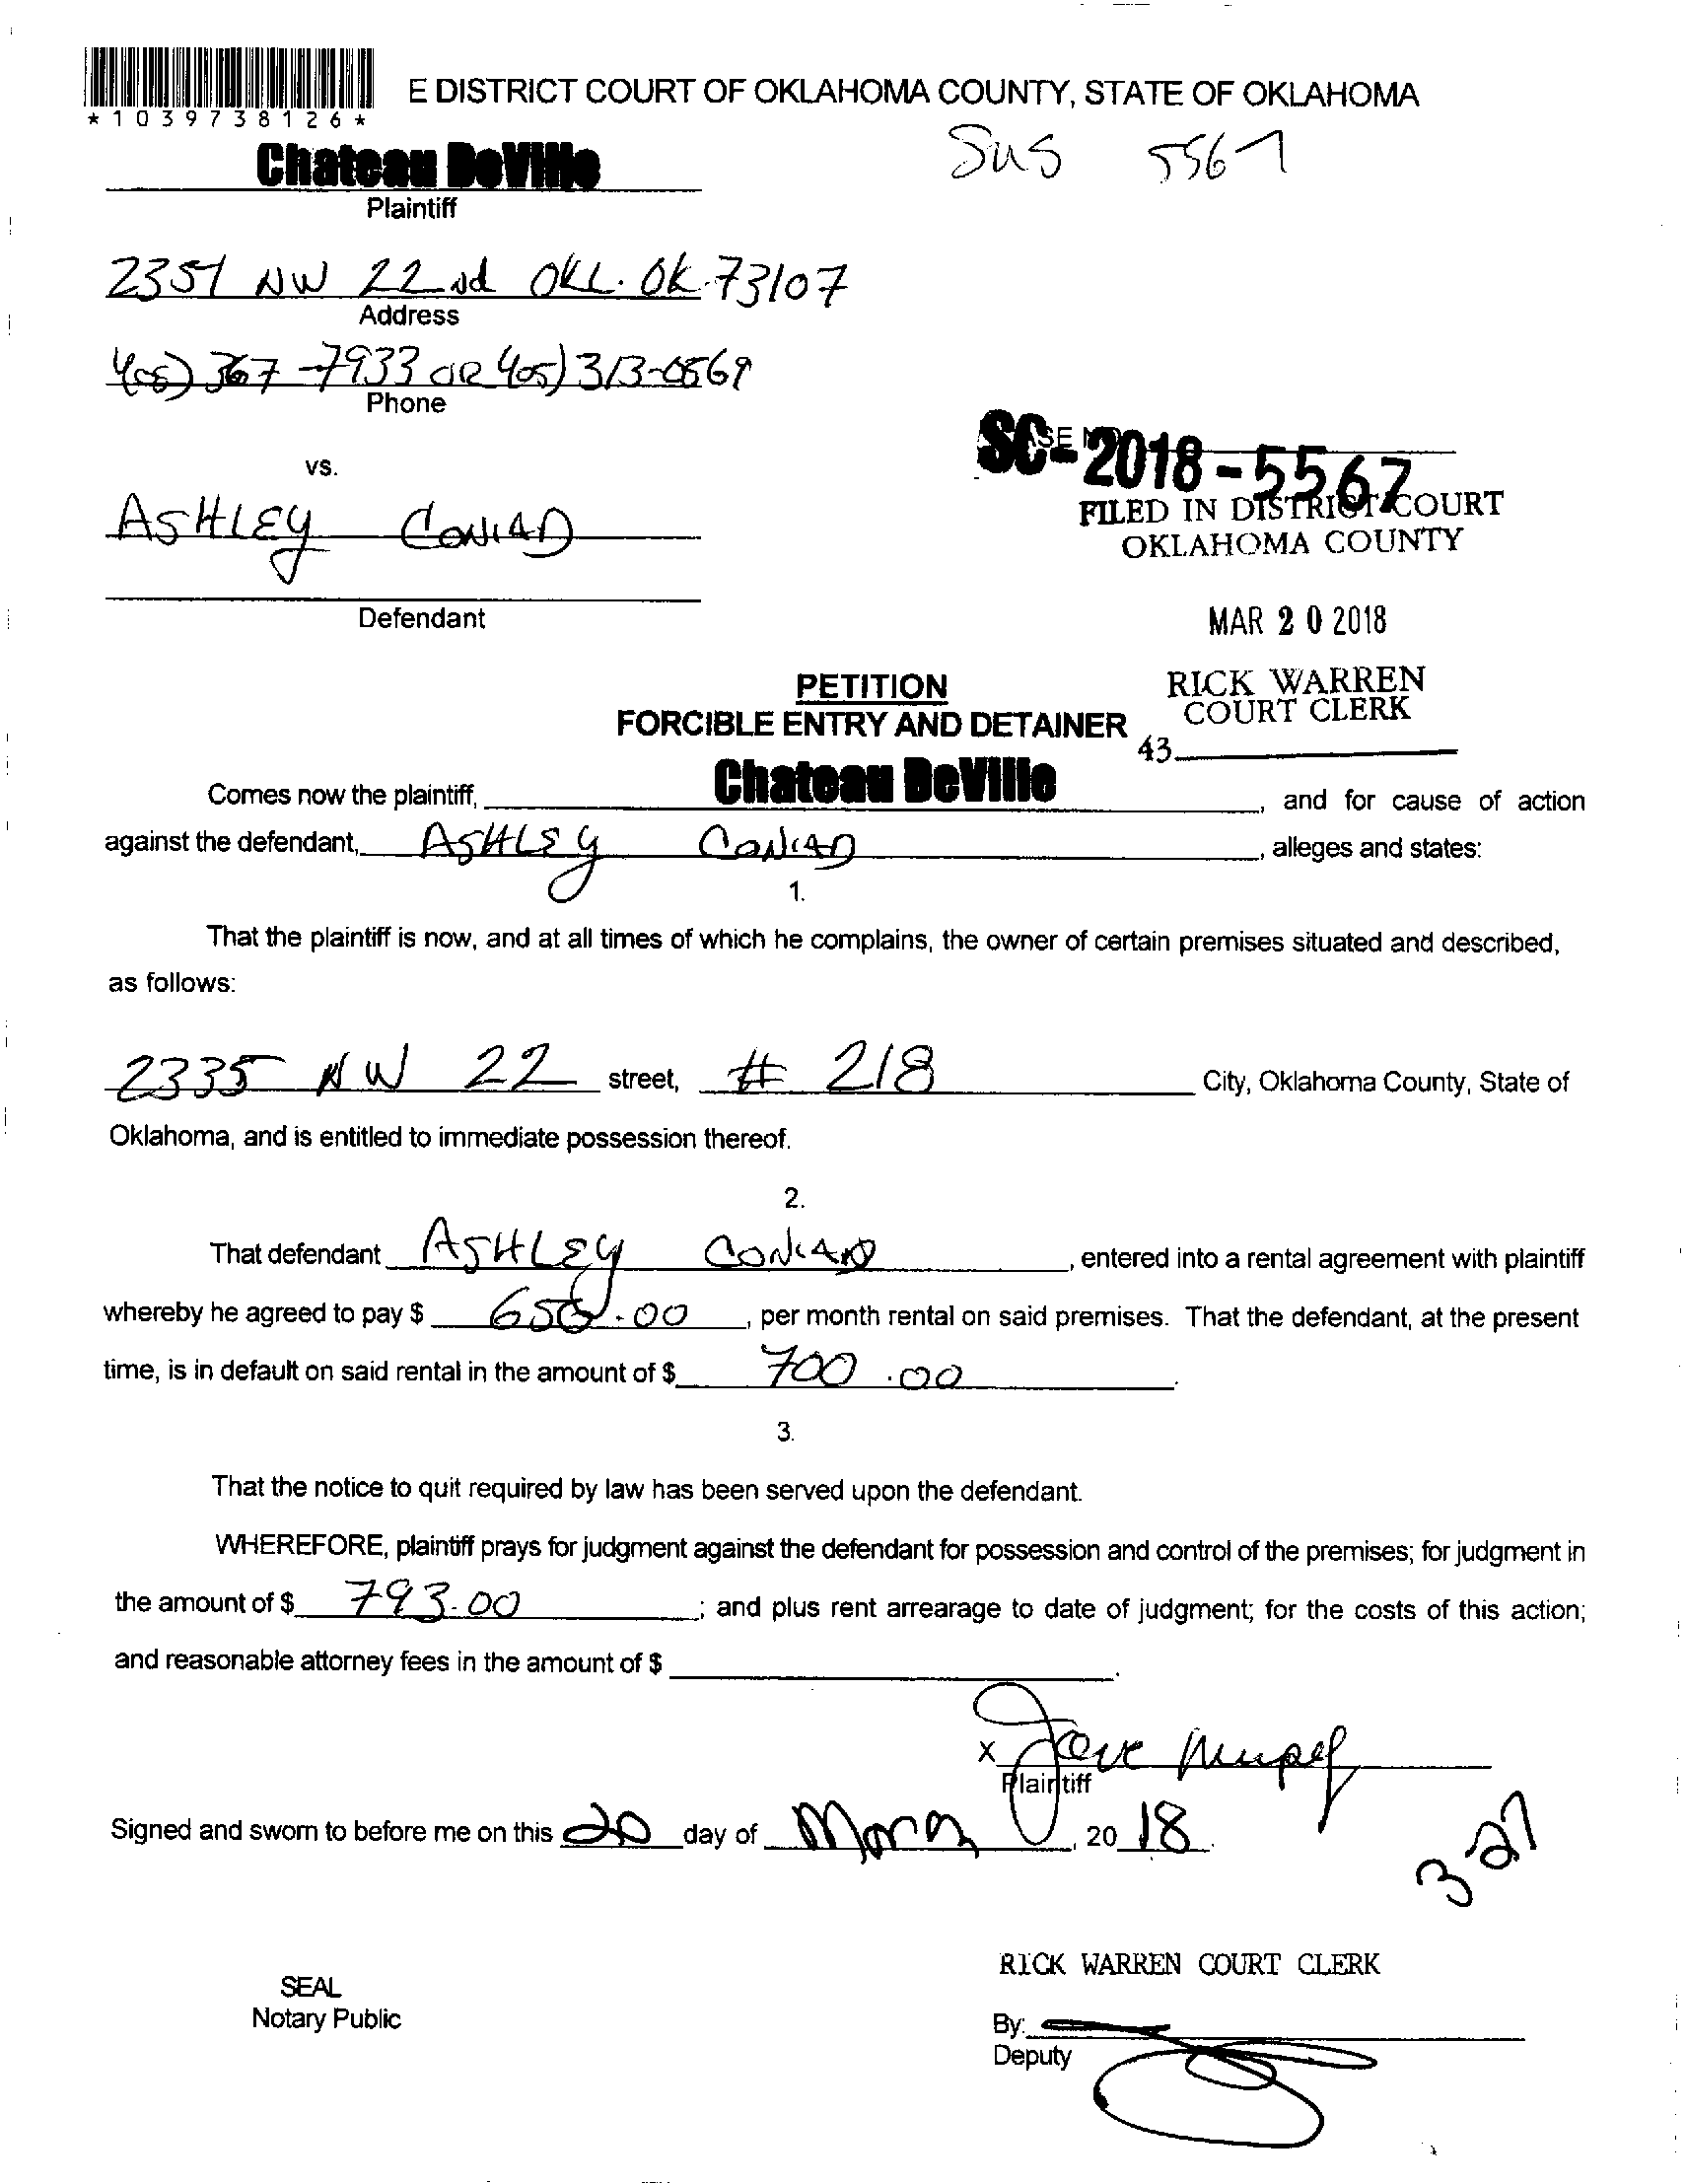 E DISTRICT COURT OF OKLAHOMA COUNTY, STATE OF OKLAHOMA
*1039738126*
Chateau DeVille
Plaintiff
5567
2351 NW 22nd OKL. OK. 73107
Address
405) 367-7933 OR 405) 313-0569
Phone
vs.
SC-2018-5567
FILED IN DISTRICT COURT
OKLAHOMA COUNTY
ASHLEY CONRAD
Defendant
MAR 20 2018
PETITION
RICK WARREN
COURT CLERK
FORCIBLE ENTRY AND DETAINER
43
Comes now the plaintiff, Chateau DeVille, and for cause of action
against the defendant, ASHLEY CONRAD, alleges and states:
1.
That the plaintiff is now, and at all times of which he complains, the owner of certain premises situated and described,
as follows:
2335 NW 22 street, # 218 City, Oklahoma County, State of
Oklahoma, and is entitled to immediate possession thereof.
2.
That defendant ASHLEY CONRAD, entered into a rental agreement with plaintiff
whereby he agreed to pay $ 650.00, per month rental on said premises. That the defendant, at the present
time, is in default on said rental in the amount of $ 700.00.
3.
That the notice to quit required by law has been served upon the defendant.
WHEREFORE, plaintiff prays for judgment against the defendant for possession and control of the premises; for judgment in
the amount of $ 793.00; and plus rent arrearage to date of judgment; for the costs of this action;
and reasonable attorney fees in the amount of $ .
X
Plaintiff
Signed and sworn to before me on this 20 day of March, 20 18.
3-27
RICK WARREN COURT CLERK
SEAL
Notary Public
By:
Deputy